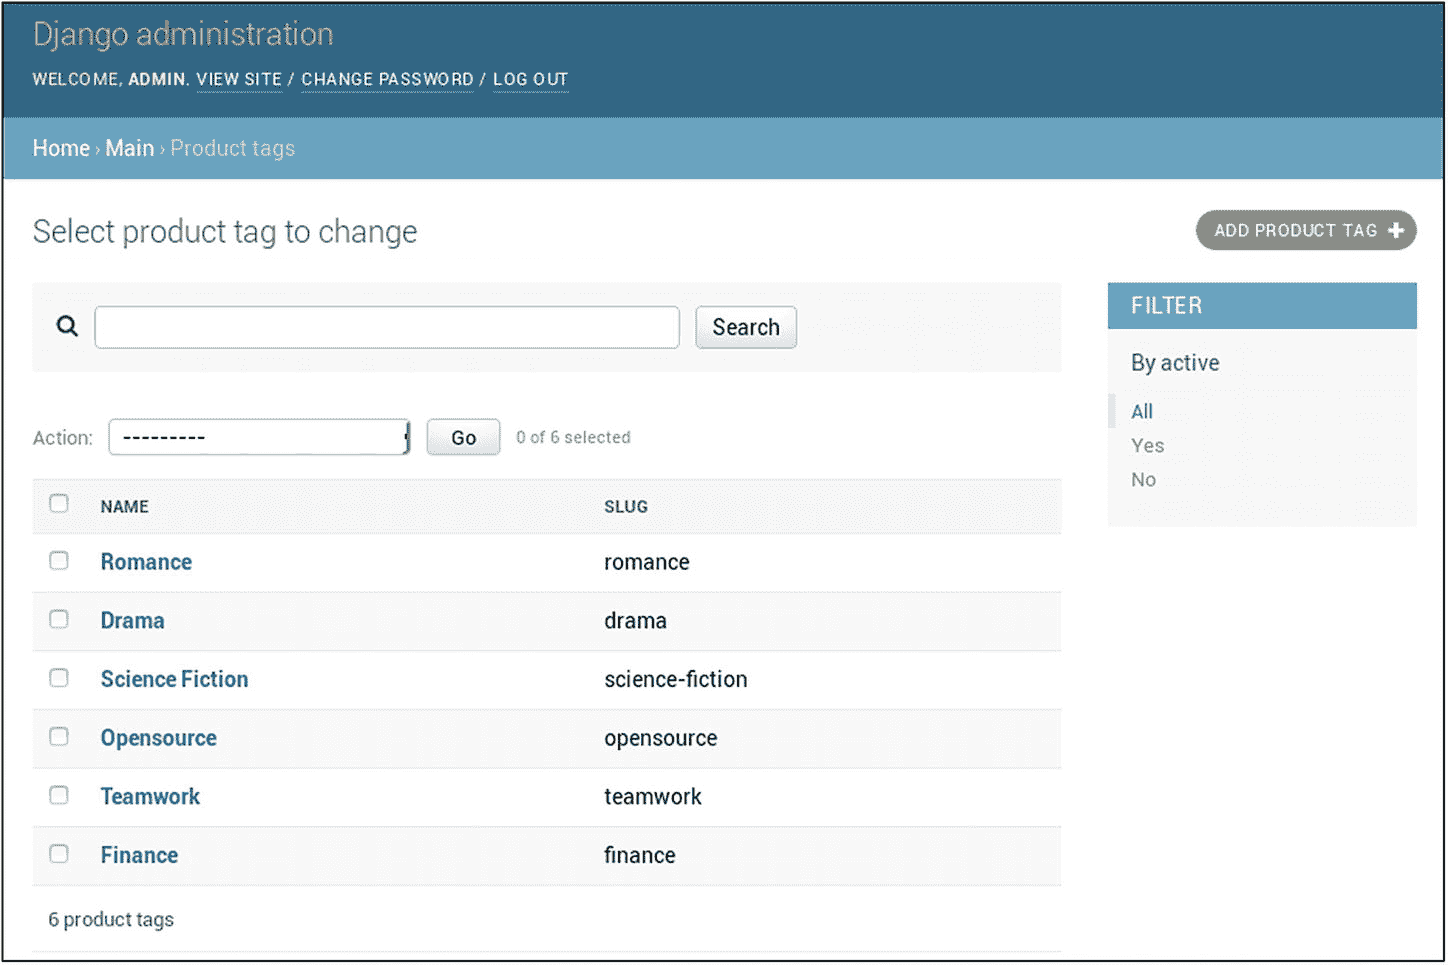 Django administration
WELCOME, ADMIN. VIEW SITE / CHANGE PASSWORD / LOG OUT
Home › Main › Product tags
Select product tag to change
ADD PRODUCT TAG +
Search
FILTER
By active
All
Yes
No
Action: --------- Go 0 of 6 selected
NAME SLUG
Romance romance
Drama drama
Science Fiction science-fiction
Opensource opensource
Teamwork teamwork
Finance finance
6 product tags